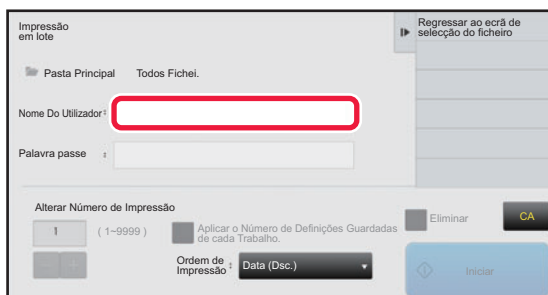 Impressão
em lote
Regressar ao ecrã de
selecção do ficheiro
Pasta Principal Todos Fichei.
Nome Do Utilizador:
Palavra passe :
Alterar Número de Impressão
1 ( 1~9999 )
Aplicar o Número de Definições Guardadas
de cada Trabalho.
Eliminar
CA
Ordem de
Impressão : Data (Dsc.)
Iniciar